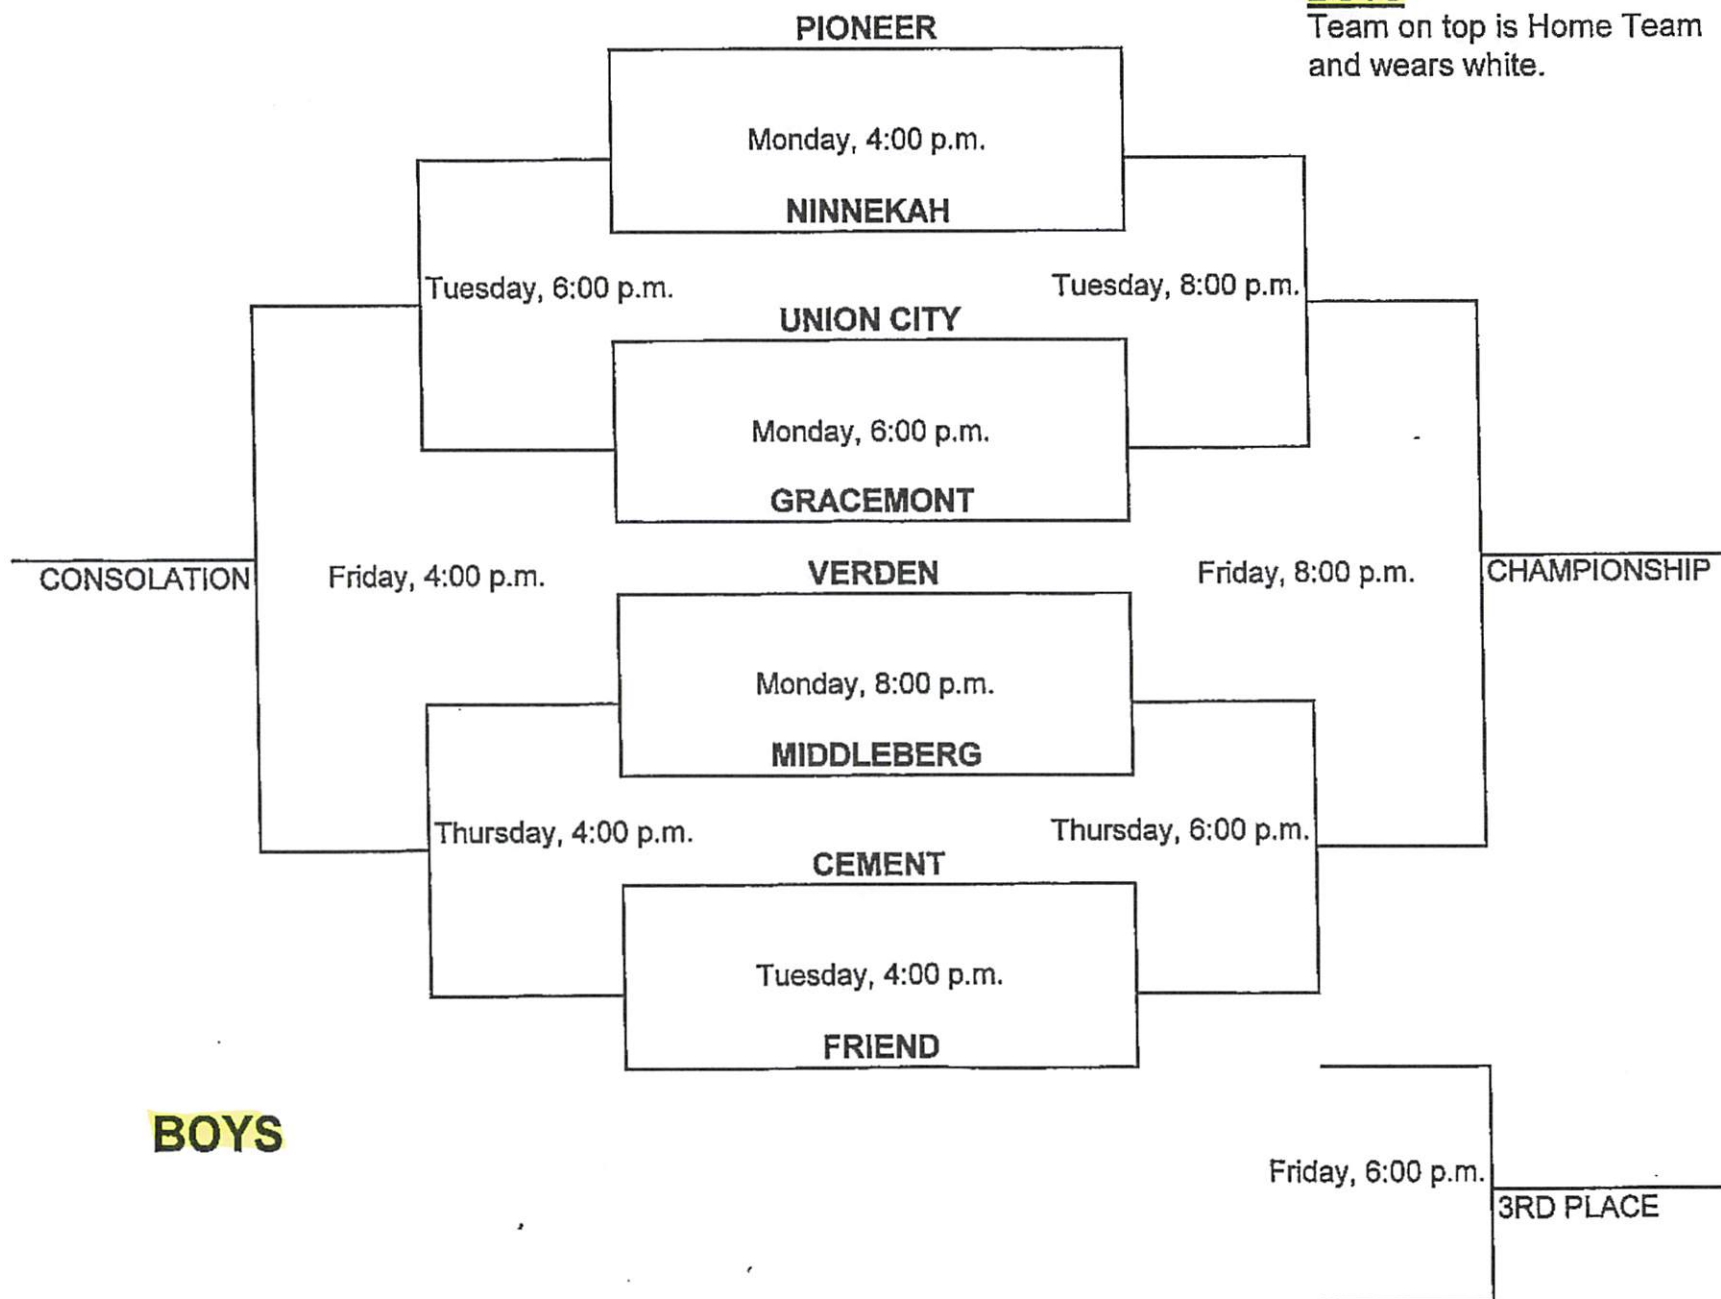 PIONEER
Team on top is Home Team
and wears white.
Monday, 4:00 p.m.
NINNEKAH
Tuesday, 6:00 p.m.
Tuesday, 8:00 p.m.
UNION CITY
Monday, 6:00 p.m.
GRACEMONT
CONSOLATION
Friday, 4:00 p.m.
VERDEN
Friday, 8:00 p.m.
CHAMPIONSHIP
Monday, 8:00 p.m.
MIDDLEBERG
Thursday, 4:00 p.m.
Thursday, 6:00 p.m.
CEMENT
Tuesday, 4:00 p.m.
FRIEND
BOYS
Friday, 6:00 p.m.
3RD PLACE